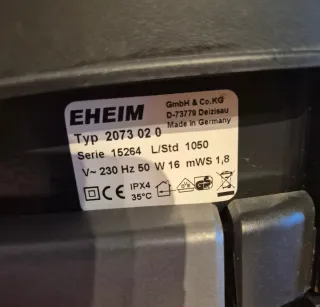 EHEIM
GmbH & Co.KG
D-73779 Deizisau
Made in Germany
Typ 2073 02 0
Serie 15264 L/Std 1050
V~ 230 Hz 50 W 16 mWS 1,8
CE IPX4
35°C